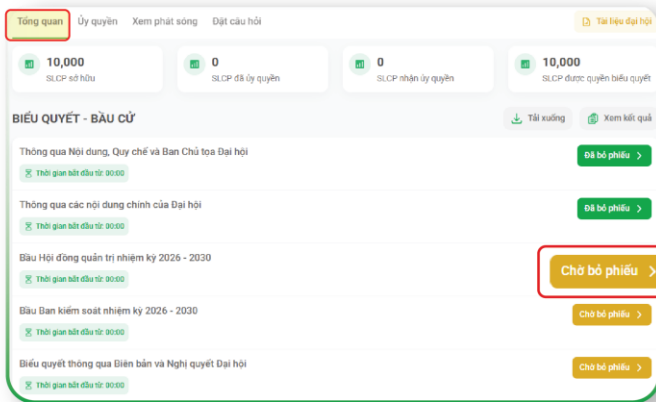 Tổng quan Ủy quyền Xem phát sóng Đặt câu hỏi Tài liệu đại hội
10,000 0 0 10,000
SLCP sở hữu SLCP đã ủy quyền SLCP nhận ủy quyền SLCP được quyền biểu quyết
BIỂU QUYẾT - BẦU CỬ Tải xuống Xem kết quả
Thông qua Nội dung, Quy chế và Ban Chủ tọa Đại hội
Đã bỏ phiếu
Thời gian bắt đầu từ: 00:00
Thông qua các nội dung chính của Đại hội
Đã bỏ phiếu
Thời gian bắt đầu từ: 00:00
Bầu Hội đồng quản trị nhiệm kỳ 2026 - 2030
Chờ bỏ phiếu
Thời gian bắt đầu từ: 00:00
Bầu Ban kiểm soát nhiệm kỳ 2026 - 2030
Chờ bỏ phiếu
Thời gian bắt đầu từ: 00:00
Biểu quyết thông qua Biên bản và Nghị quyết Đại hội
Chờ bỏ phiếu
Thời gian bắt đầu từ: 00:00